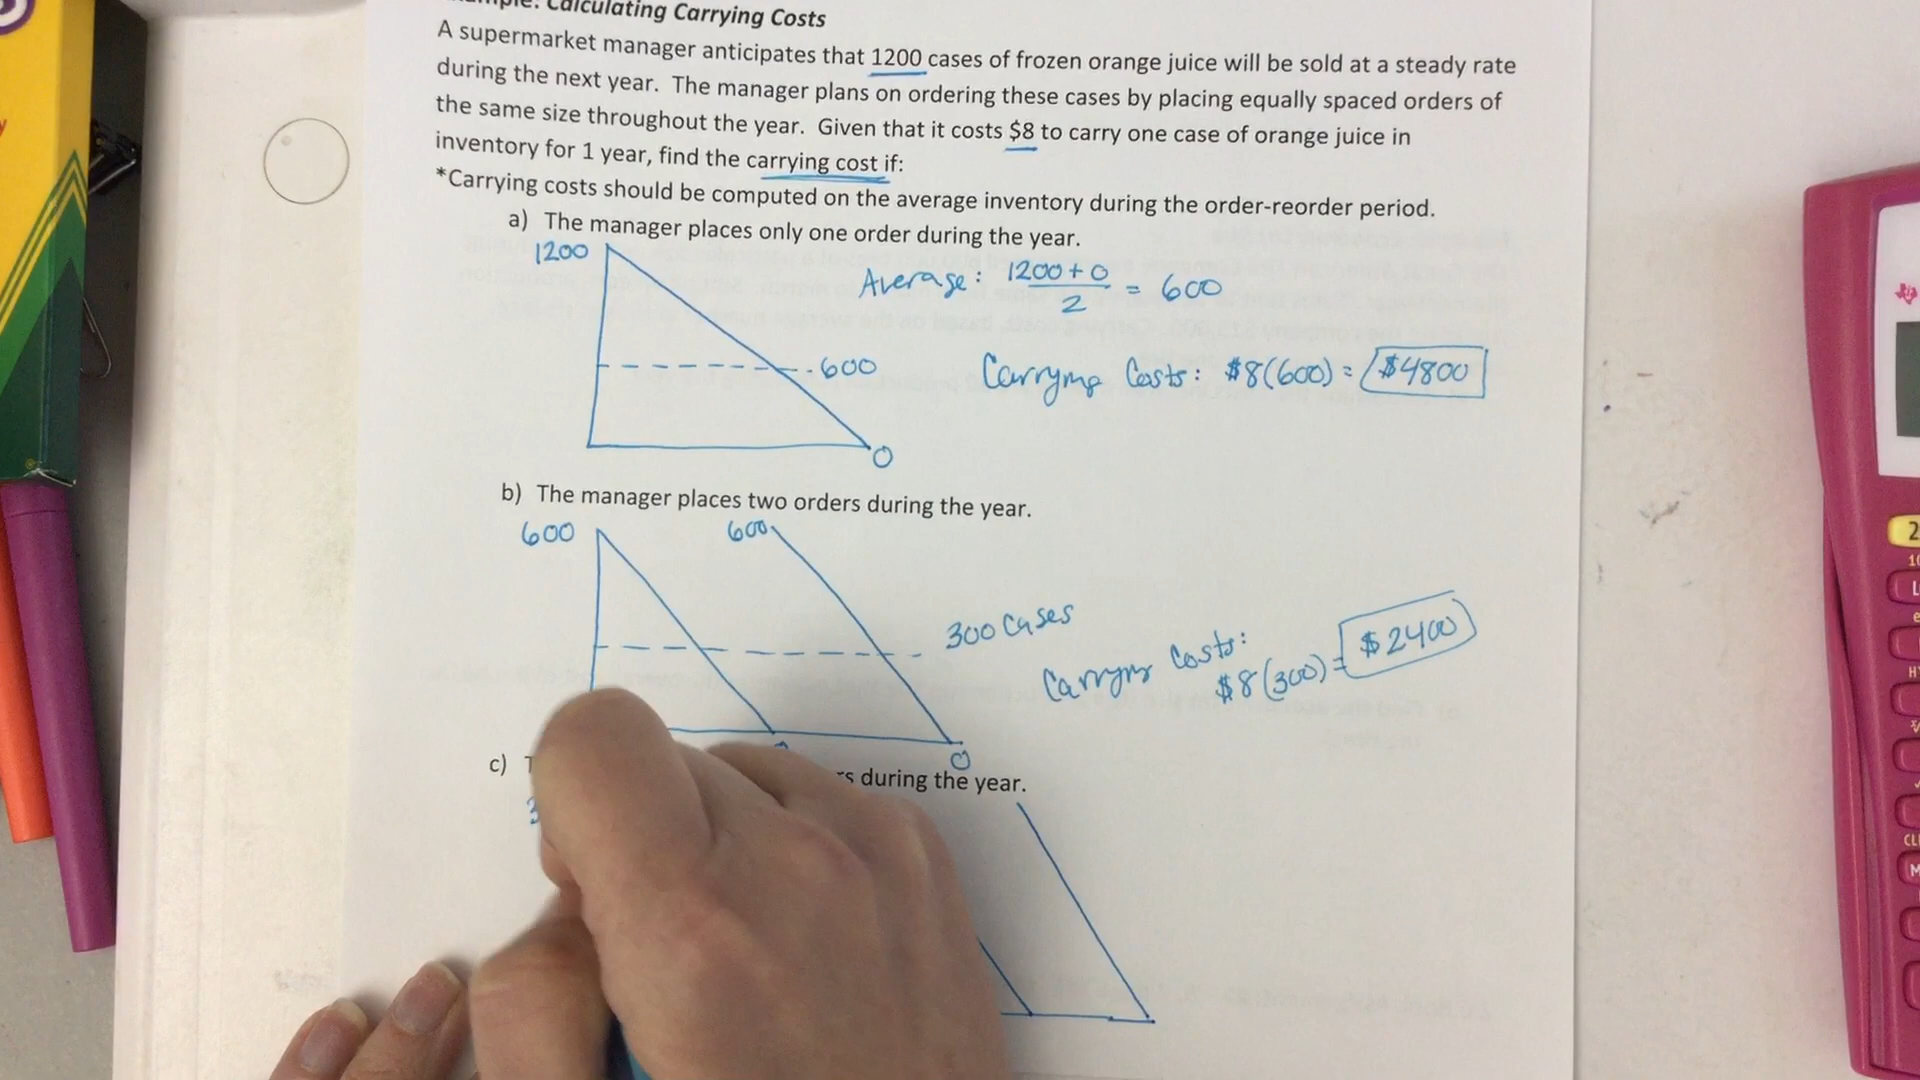 Calculating Carrying Costs
A supermarket manager anticipates that 1200 cases of frozen orange juice will be sold at a steady rate
during the next year. The manager plans on ordering these cases by placing equally spaced orders of
the same size throughout the year. Given that it costs $8 to carry one case of orange juice in
inventory for 1 year, find the carrying cost if:
*Carrying costs should be computed on the average inventory during the order-reorder period.
a) The manager places only one order during the year.
1200
Average: 1200 + 0
2
= 600
600
Carrying Costs: $8(600) = $4800
0
b) The manager places two orders during the year.
600 600
300 cases
Carrying Costs:
$8(300) = $2400
0
c) during the year.